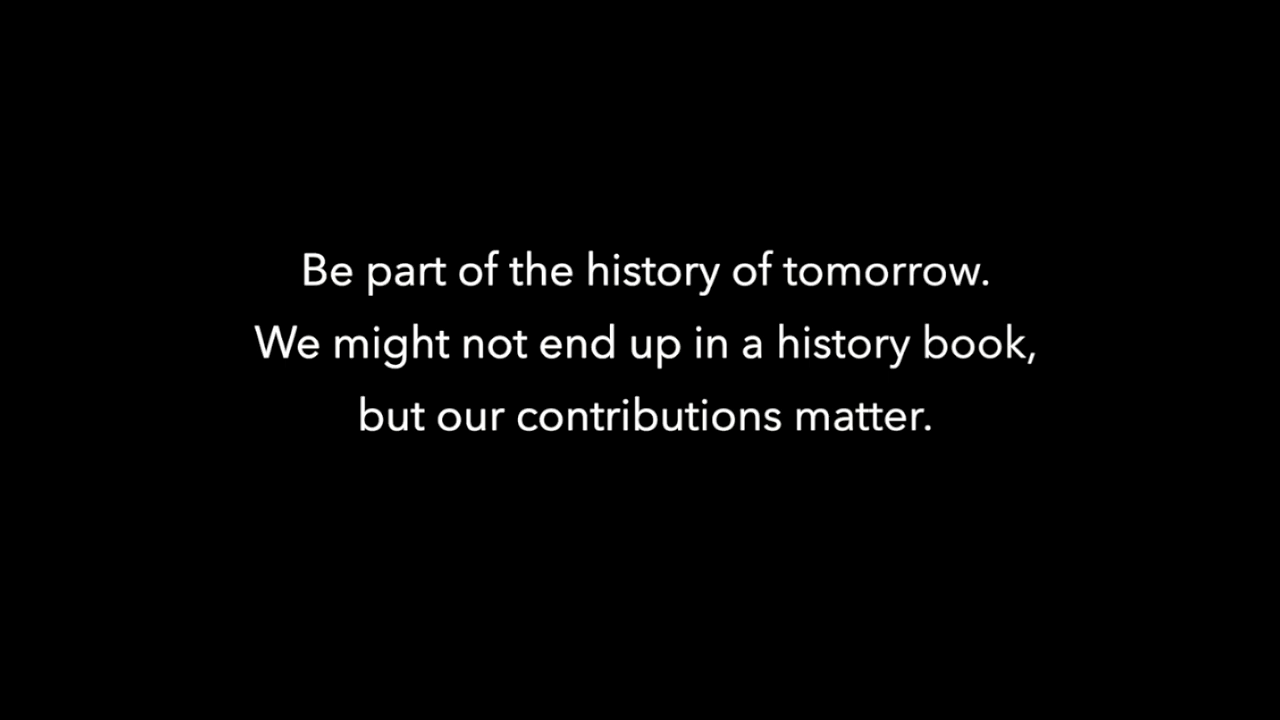 Be part of the history of tomorrow.
We might not end up in a history book,
but our contributions matter.